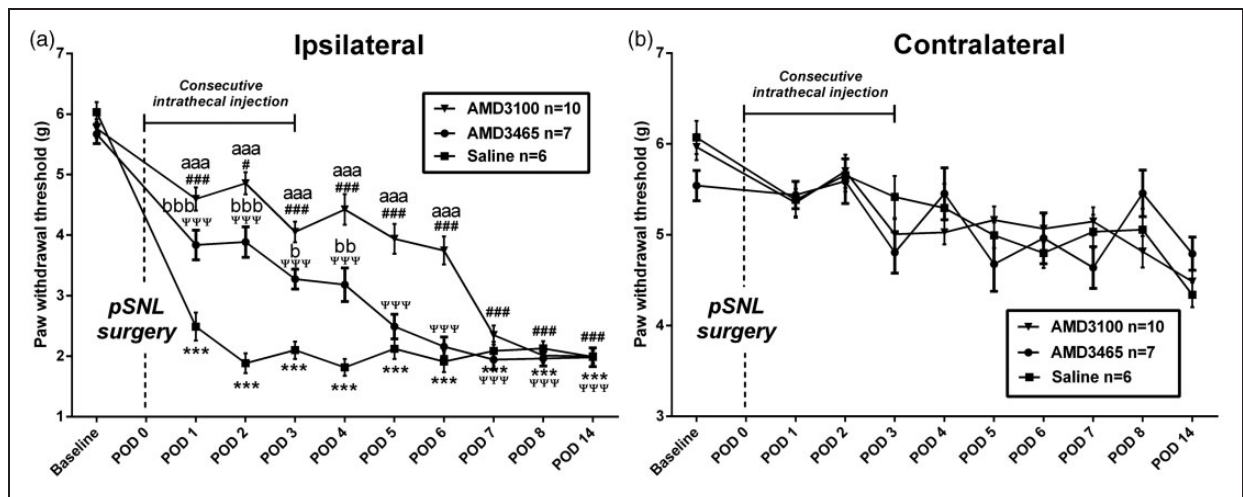 (a)
Ipsilateral
Paw withdrawal threshold (g)
7
6
5
4
3
2
1
Consecutive
intrathecal injection
AMD3100 n=10
AMD3465 n=7
Saline n=6
aaa
###
aaa
#
aaa
###
aaa
###
aaa
###
aaa
###
bbb
ΨΨΨ
bbb
ΨΨΨ
b
ΨΨΨ
bb
ΨΨΨ
ΨΨΨ
ΨΨΨ
###
###
###
pSNL
surgery
***
***
***
***
***
***
***
ΨΨΨ
***
ΨΨΨ
***
ΨΨΨ
Baseline
POD 0
POD 1
POD 2
POD 3
POD 4
POD 5
POD 6
POD 7
POD 8
POD 14
(b)
Contralateral
Paw withdrawal threshold (g)
7
6
5
4
3
Consecutive
intrathecal injection
pSNL
surgery
AMD3100 n=10
AMD3465 n=7
Saline n=6
Baseline
POD 0
POD 1
POD 2
POD 3
POD 4
POD 5
POD 6
POD 7
POD 8
POD 14